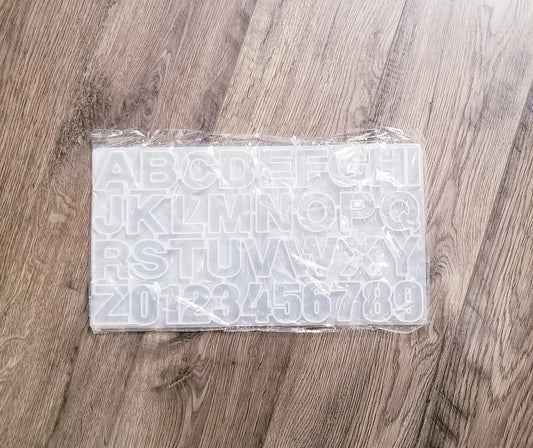 ABCDEFGHI
JKLMNOPQ
RSTUVWXY
Z0123456789